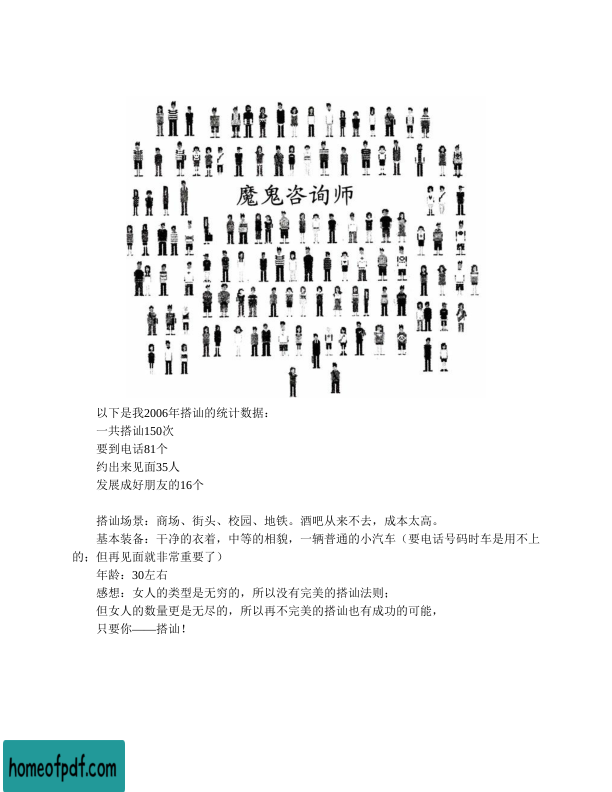 魔鬼咨询师
以下是我2006年搭讪的统计数据：
一共搭讪150次
要到电话81个
约出来见面35人
发展成好朋友的16个
搭讪场景：商场、街头、校园、地铁。酒吧从来不去，成本太高。
基本装备：干净的衣着，中等的相貌，一辆普通的小汽车（要电话号码时车是用不上
的；但再见面就非常重要了）
年龄：30左右
感想：女人的类型是无穷的，所以没有完美的搭讪法则；
但女人的数量更是无尽的，所以再不完美的搭讪也有成功的可能，
只要你——搭讪！
homeofpdf.com